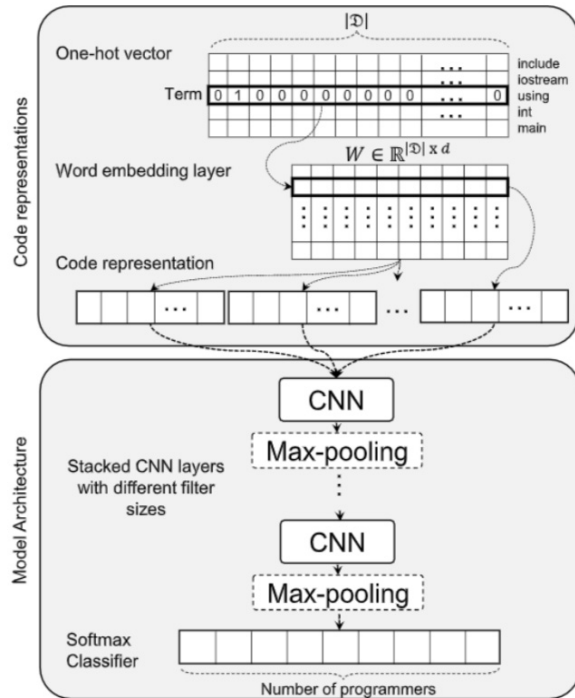 |𝔇|
One-hot vector
... include
... iostream
Term 0 1 0 0 0 0 0 0 0 0 ... 0 using
... int
main
W ∈ ℝ^|𝔇| x d
Word embedding layer
Code representation
... ... ... ...
Code representations
CNN
Max-pooling
Stacked CNN layers
with different filter
sizes
CNN
Max-pooling
Softmax
Classifier
Number of programmers
Model Architecture